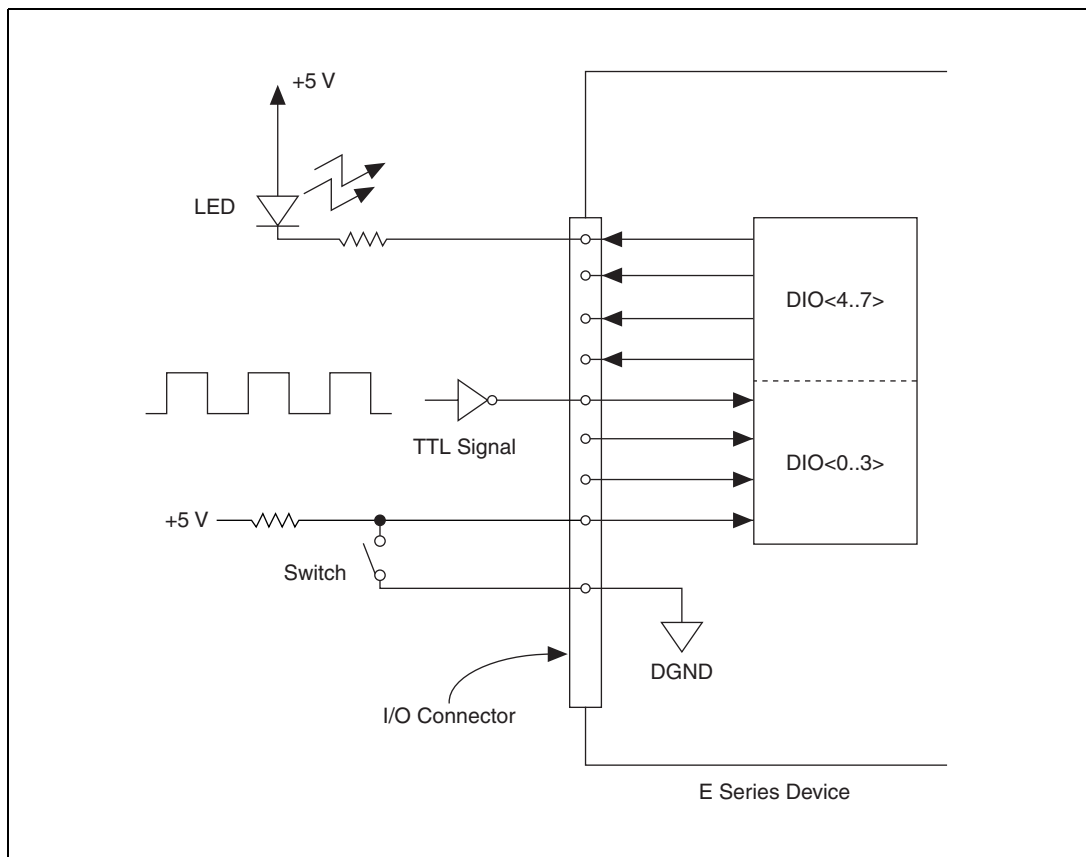 +5 V
LED
DIO<4..7>
TTL Signal
DIO<0..3>
+5 V
Switch
DGND
I/O Connector
E Series Device